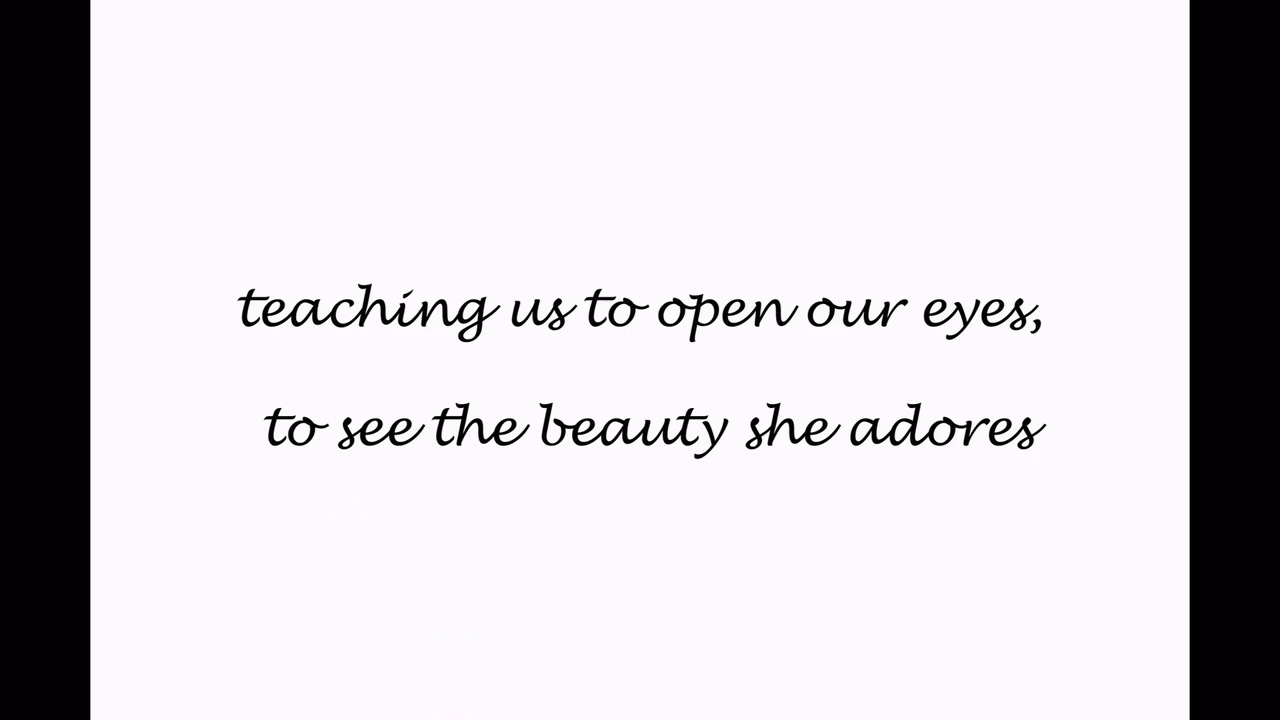 teaching us to open our eyes,
to see the beauty she adores